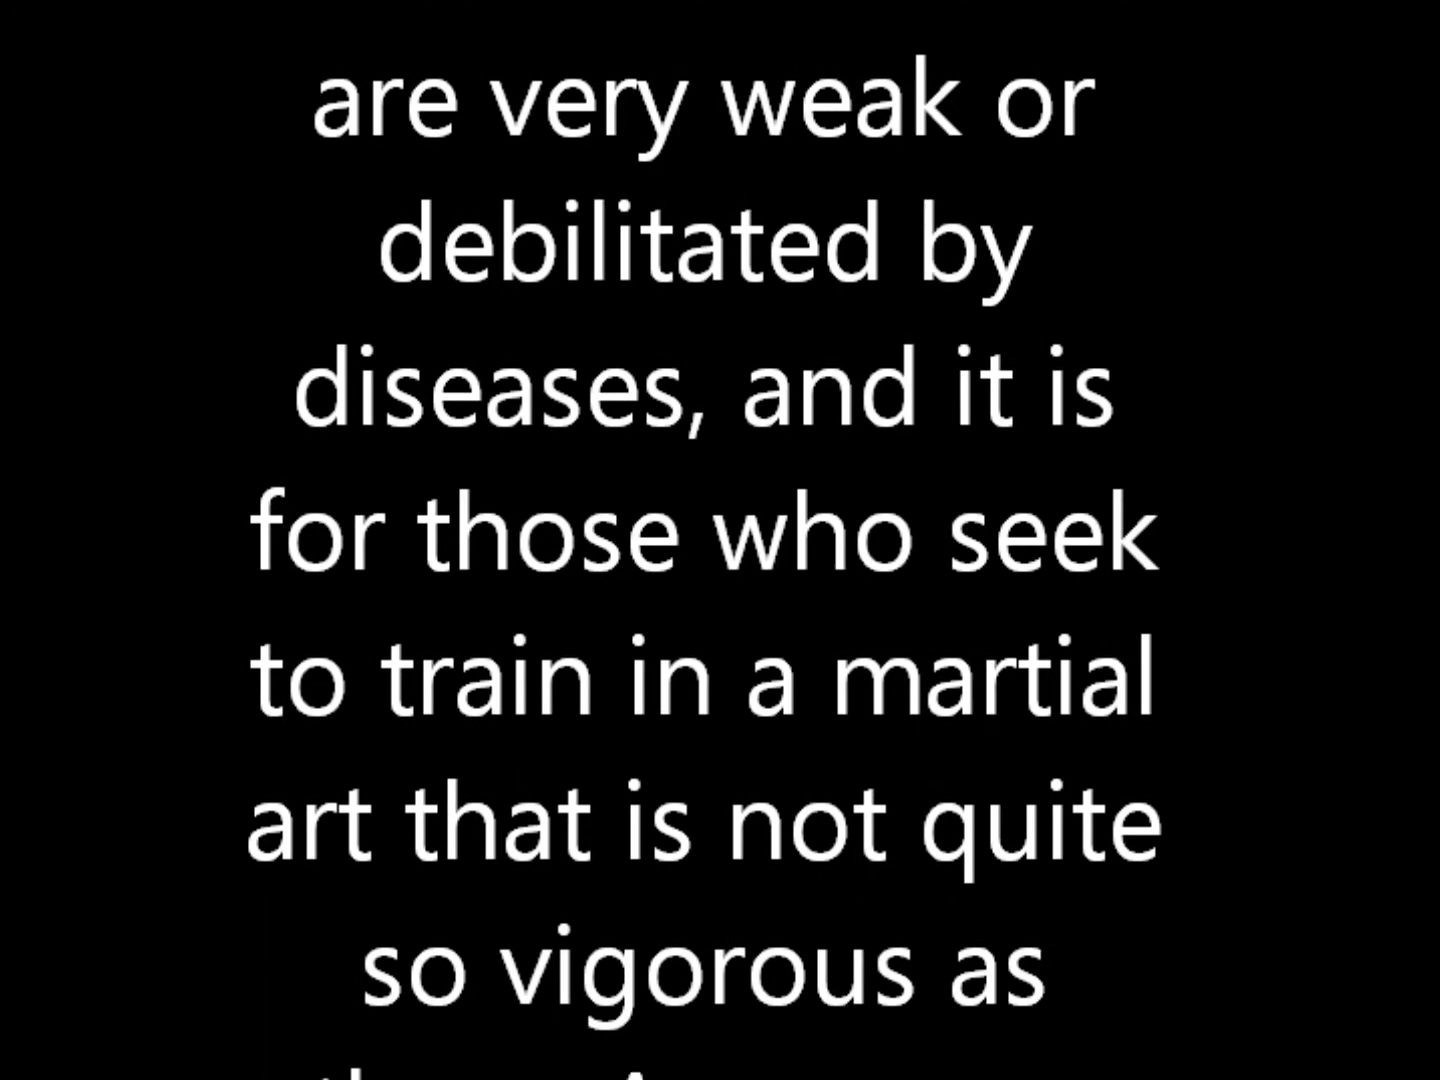 are very weak or
debilitated by
diseases, and it is
for those who seek
to train in a martial
art that is not quite
so vigorous as